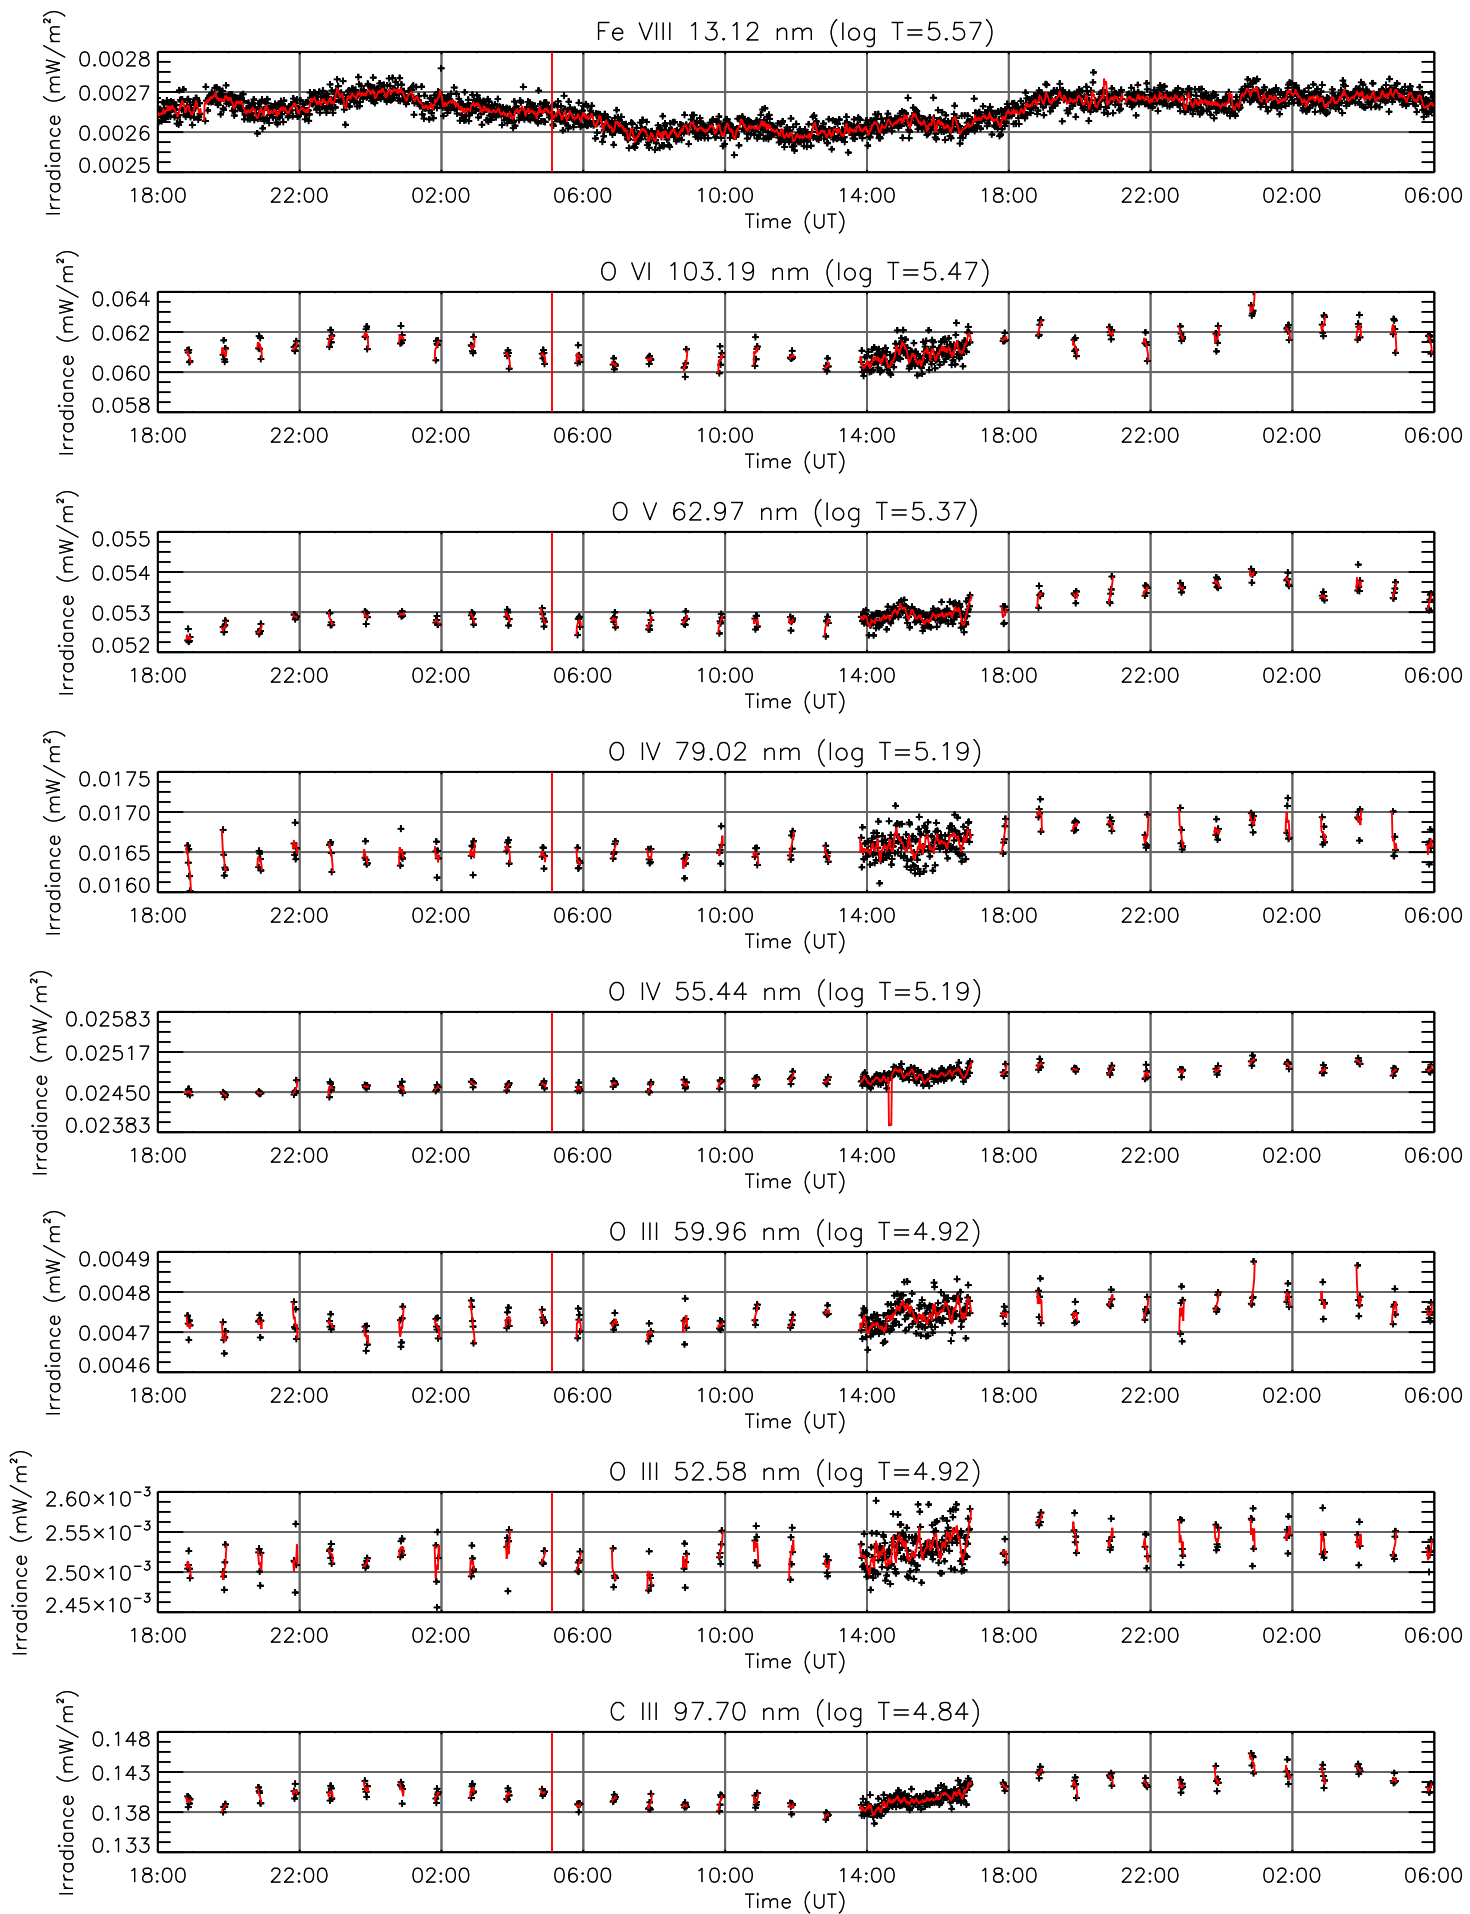 Fe VIII 13.12 nm (log T=5.57)
Irradiance (mW/m²)
0.0028
0.0027
0.0026
0.0025
18:00 22:00 02:00 06:00 10:00 14:00 18:00 22:00 02:00 06:00
Time (UT)
O VI 103.19 nm (log T=5.47)
Irradiance (mW/m²)
0.064
0.062
0.060
0.058
18:00 22:00 02:00 06:00 10:00 14:00 18:00 22:00 02:00 06:00
Time (UT)
O V 62.97 nm (log T=5.37)
Irradiance (mW/m²)
0.055
0.054
0.053
0.052
18:00 22:00 02:00 06:00 10:00 14:00 18:00 22:00 02:00 06:00
Time (UT)
O IV 79.02 nm (log T=5.19)
Irradiance (mW/m²)
0.0175
0.0170
0.0165
0.0160
18:00 22:00 02:00 06:00 10:00 14:00 18:00 22:00 02:00 06:00
Time (UT)
O IV 55.44 nm (log T=5.19)
Irradiance (mW/m²)
0.02583
0.02517
0.02450
0.02383
18:00 22:00 02:00 06:00 10:00 14:00 18:00 22:00 02:00 06:00
Time (UT)
O III 59.96 nm (log T=4.92)
Irradiance (mW/m²)
0.0049
0.0048
0.0047
0.0046
18:00 22:00 02:00 06:00 10:00 14:00 18:00 22:00 02:00 06:00
Time (UT)
O III 52.58 nm (log T=4.92)
Irradiance (mW/m²)
2.60×10⁻³
2.55×10⁻³
2.50×10⁻³
2.45×10⁻³
18:00 22:00 02:00 06:00 10:00 14:00 18:00 22:00 02:00 06:00
Time (UT)
C III 97.70 nm (log T=4.84)
Irradiance (mW/m²)
0.148
0.143
0.138
0.133
18:00 22:00 02:00 06:00 10:00 14:00 18:00 22:00 02:00 06:00
Time (UT)